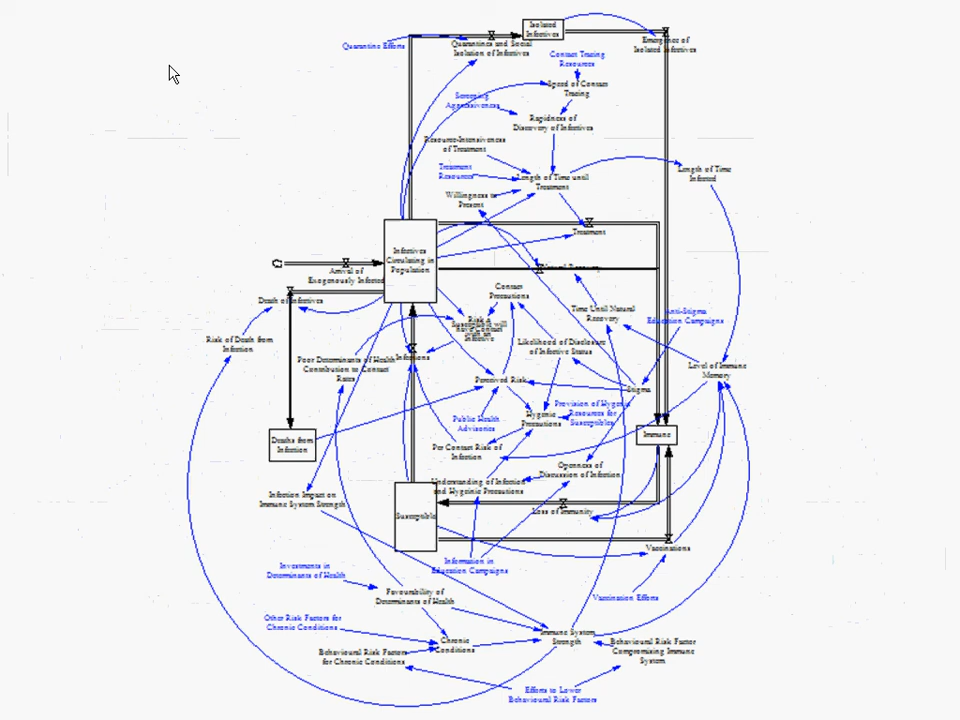 Isolated
Infectives
Quarantine Efforts
Quarantines and Social
Isolation of Infectives
Emergence of
Isolated Infectives
Contact Tracing
Resources
Speed of Contact
Tracing
Screening
Aggressiveness
Rapidness of
Discovery of Infectives
Resource-Intensiveness
of Treatment
Treatment
Resources
Length of Time until
Treatment
Length of Time
Infected
Willingness to
Present
Treatment
Infectives
Circulating in
Population
Arrival of
Exogenously Infected
Natural Recovery
Contact
Precautions
Death of Infectives
Time Until Natural
Recovery
Anti-Stigma
Education Campaigns
Risk of Death from
Infection
Susceptible will
Infective
Likelihood of Disclosure
of Infective Status
Infections
Poor Determinants of Health
Contribution to Contact
Rates
Level of Immune
Memory
Perceived Risk
Stigma
Public Health
Advisories
Hygenic
Precautions
Provision of Hygenic
Resources for
Susceptibles
Deaths from
Infection
Immune
Per Contact Risk of
Infection
Openness of
Discussion of Infection
Understanding of Infection
and Hygeinic Precautions
Infection Impact on
Immune System Strength
Susceptible
Loss of Immunity
Vaccinations
Information in
Education Campaigns
Investments in
Determinants of Health
Favourability of
Determinants of Health
Vaccination Efforts
Other Risk Factors for
Chronic Conditions
Chronic
Conditions
Immune System
Strength
Behavioural Risk Factor
Compromising Immune
System
Behavioural Risk Factors
for Chronic Conditions
Efforts to Lower
Behavioural Risk Factors